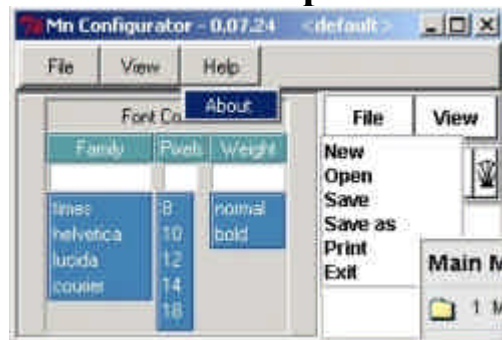 Mn Configurator - 0.07.24 <default>
File View Help
About
Font Co
Family Pixels Weight
times 8 normal
helvetica 10 bold
lucida 12
courier 14
18
File View
New
Open
Save
Save as
Print
Exit
Main M
1 M